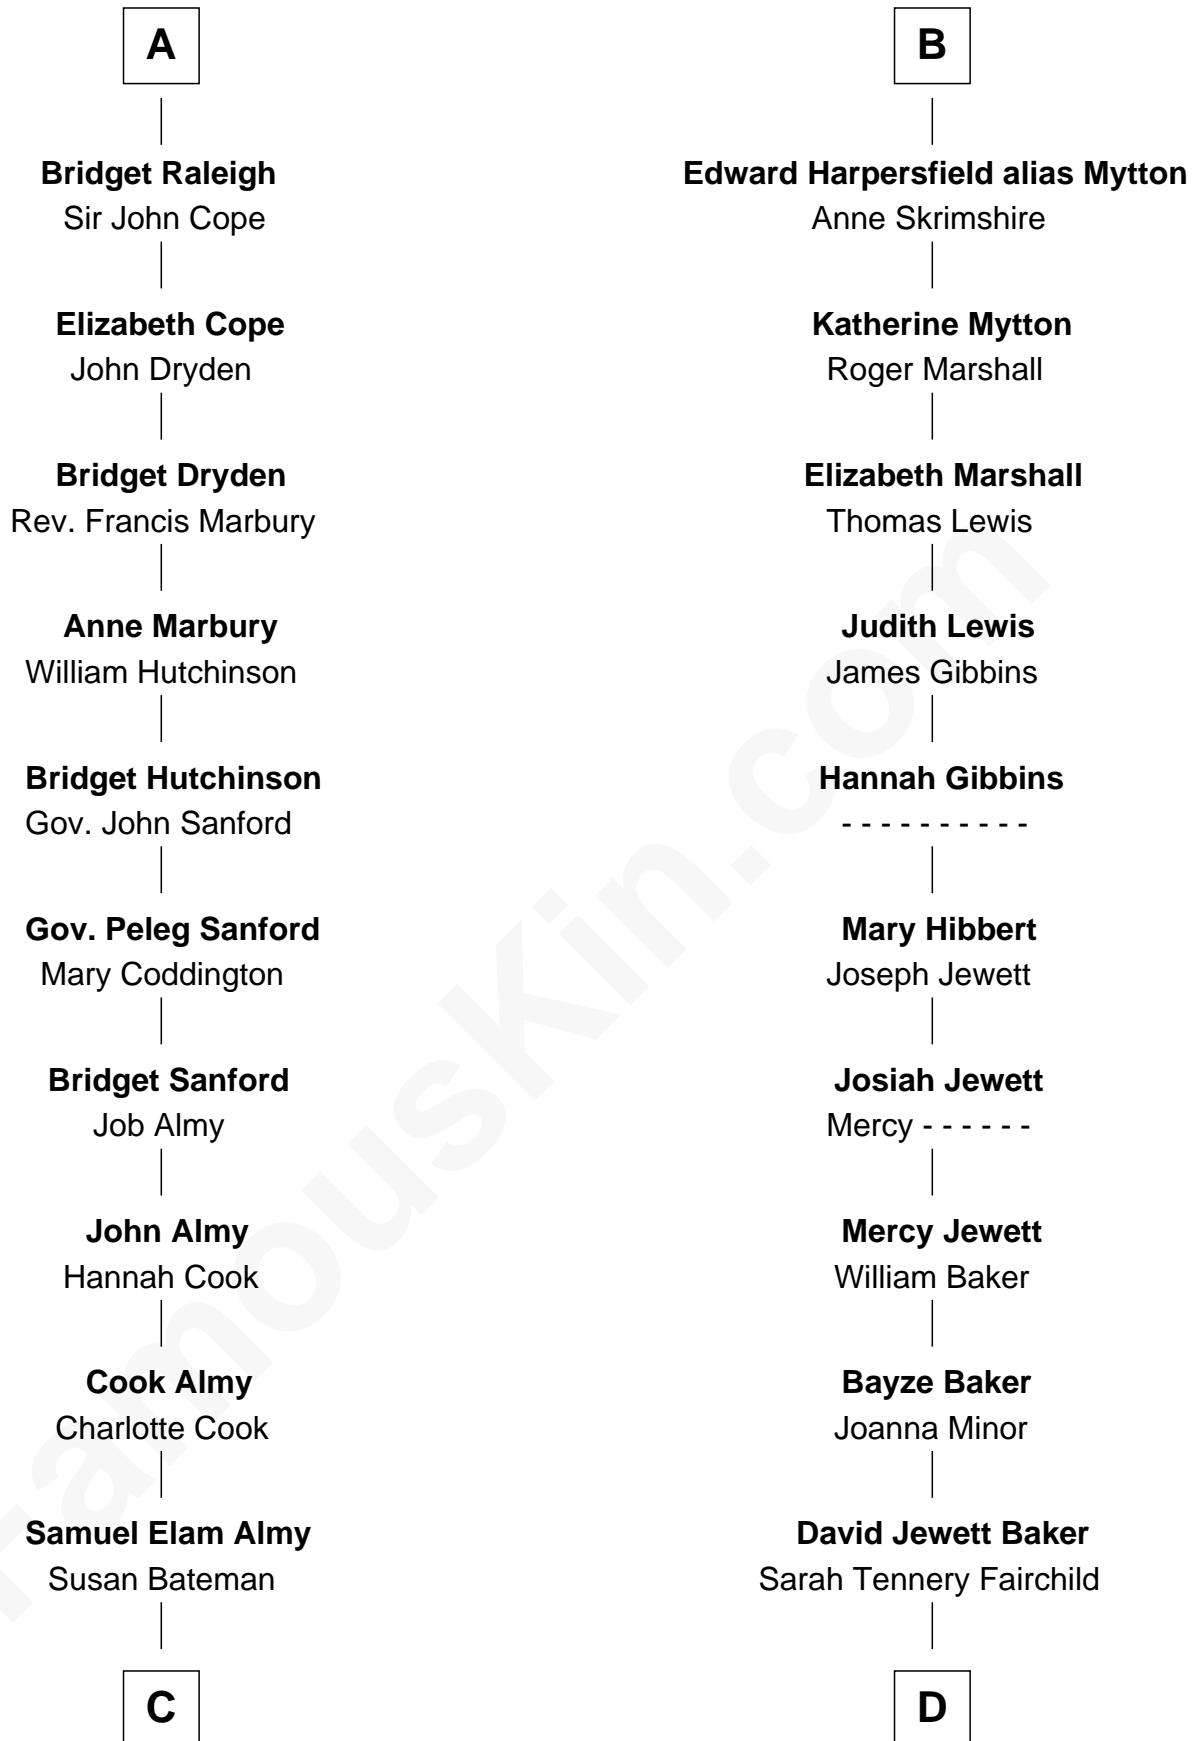 A
Bridget Raleigh
Sir John Cope
Elizabeth Cope
John Dryden
Bridget Dryden
Rev. Francis Marbury
Anne Marbury
William Hutchinson
Bridget Hutchinson
Gov. John Sanford
Gov. Peleg Sanford
Mary Coddington
Bridget Sanford
Job Almy
John Almy
Hannah Cook
Cook Almy
Charlotte Cook
Samuel Elam Almy
Susan Bateman
C
B
Edward Harpersfield alias Mytton
Anne Skrimshire
Katherine Mytton
Roger Marshall
Elizabeth Marshall
Thomas Lewis
Judith Lewis
James Gibbins
Hannah Gibbins
- - - - - - - - - -
Mary Hibbert
Joseph Jewett
Josiah Jewett
Mercy - - - - - -
Mercy Jewett
William Baker
Bayze Baker
Joanna Minor
David Jewett Baker
Sarah Tennery Fairchild
D
FamousKin.com